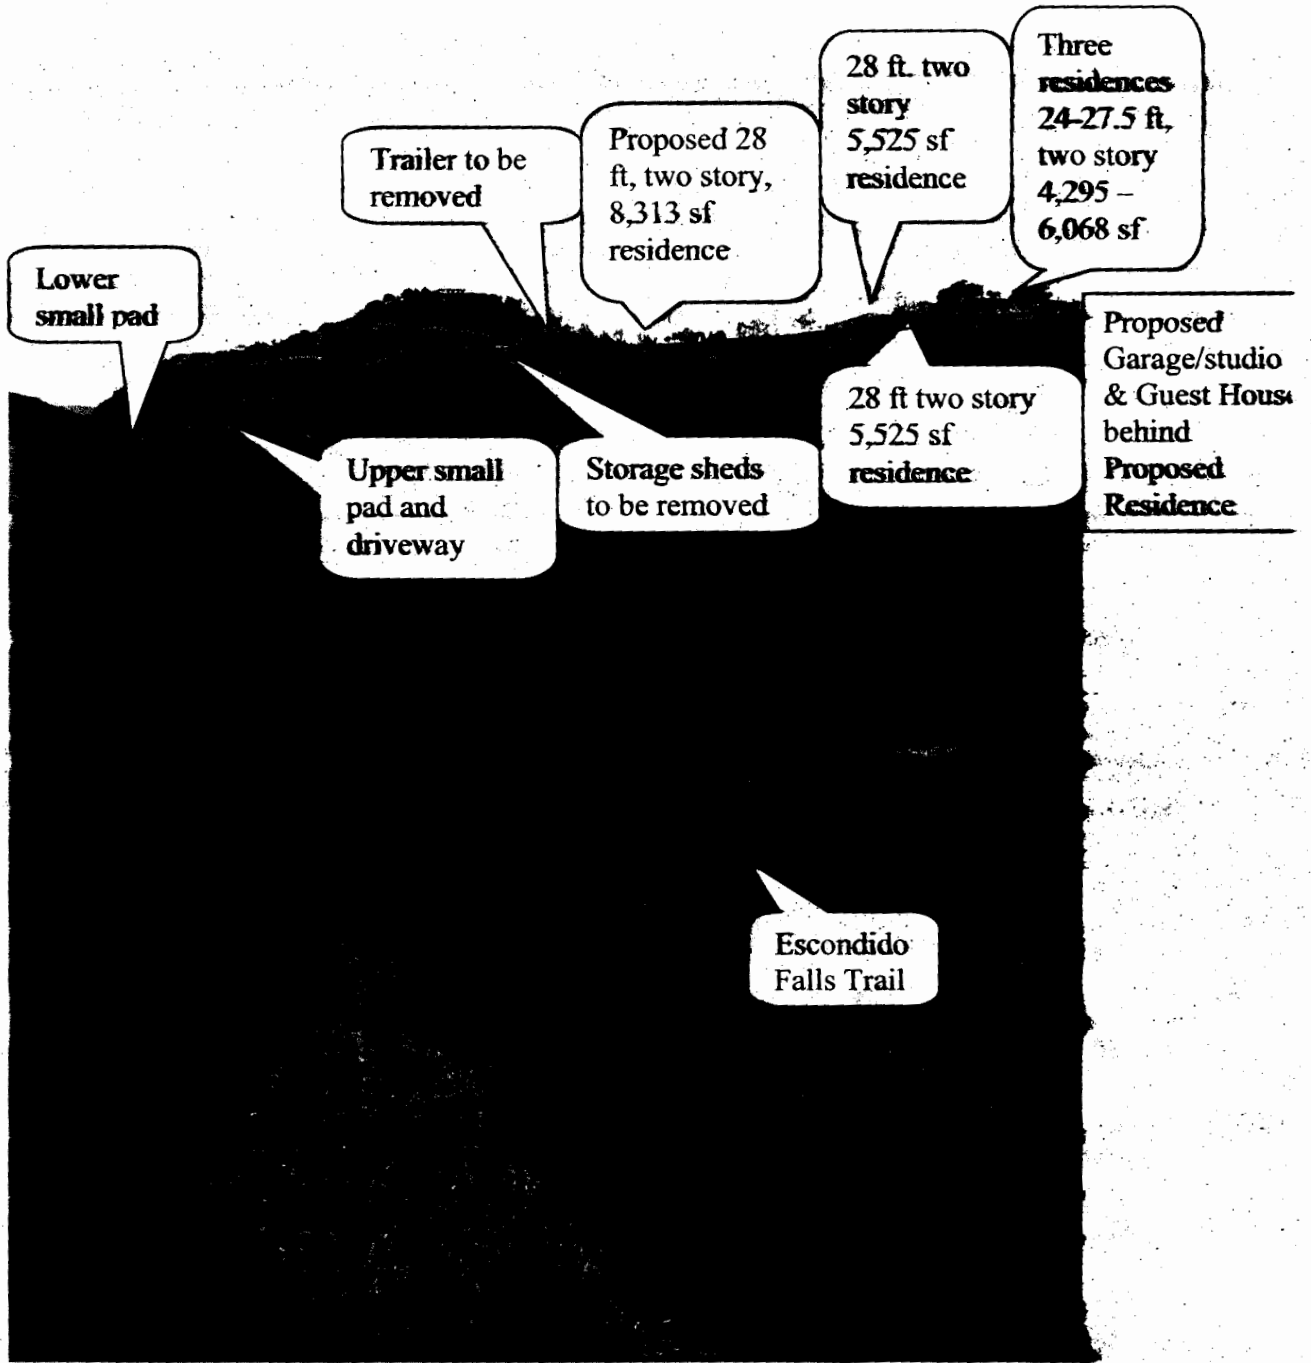 Three
residences
24-27.5 ft,
two story
4,295 –
6,068 sf
28 ft. two
story
5,525 sf
residence
Proposed 28
ft, two story,
8,313 sf
residence
Trailer to be
removed
Lower
small pad
Proposed
Garage/studio
& Guest House
behind
Proposed
Residence
28 ft two story
5,525 sf
residence
Upper small
pad and
driveway
Storage sheds
to be removed
Escondido
Falls Trail